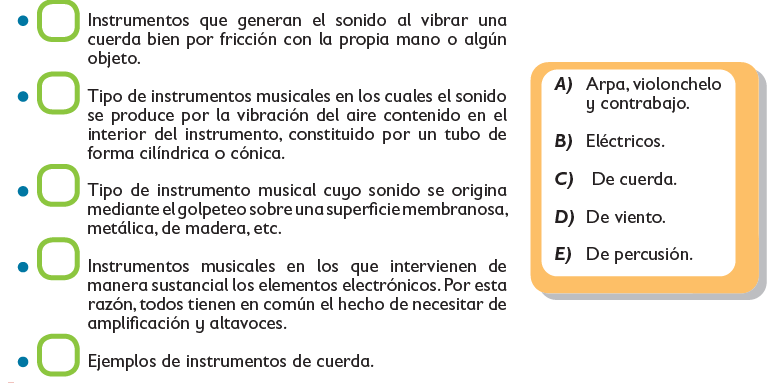 Instrumentos que generan el sonido al vibrar una
cuerda bien por fricción con la propia mano o algún
objeto.
Tipo de instrumentos musicales en los cuales el sonido
se produce por la vibración del aire contenido en el
interior del instrumento, constituido por un tubo de
forma cilíndrica o cónica.
Tipo de instrumento musical cuyo sonido se origina
mediante el golpeteo sobre una superficie membranosa,
metálica, de madera, etc.
Instrumentos musicales en los que intervienen de
manera sustancial los elementos electrónicos. Por esta
razón, todos tienen en común el hecho de necesitar de
amplificación y altavoces.
Ejemplos de instrumentos de cuerda.
A) Arpa, violonchelo
y contrabajo.
B) Eléctricos.
C) De cuerda.
D) De viento.
E) De percusión.